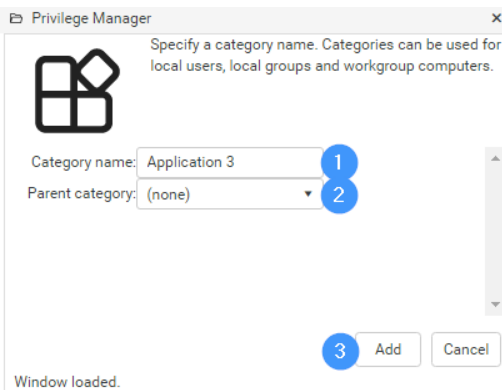 Privilege Manager
Specify a category name. Categories can be used for
local users, local groups and workgroup computers.
Category name: Application 3 1
Parent category: (none) 2
3 Add Cancel
Window loaded.